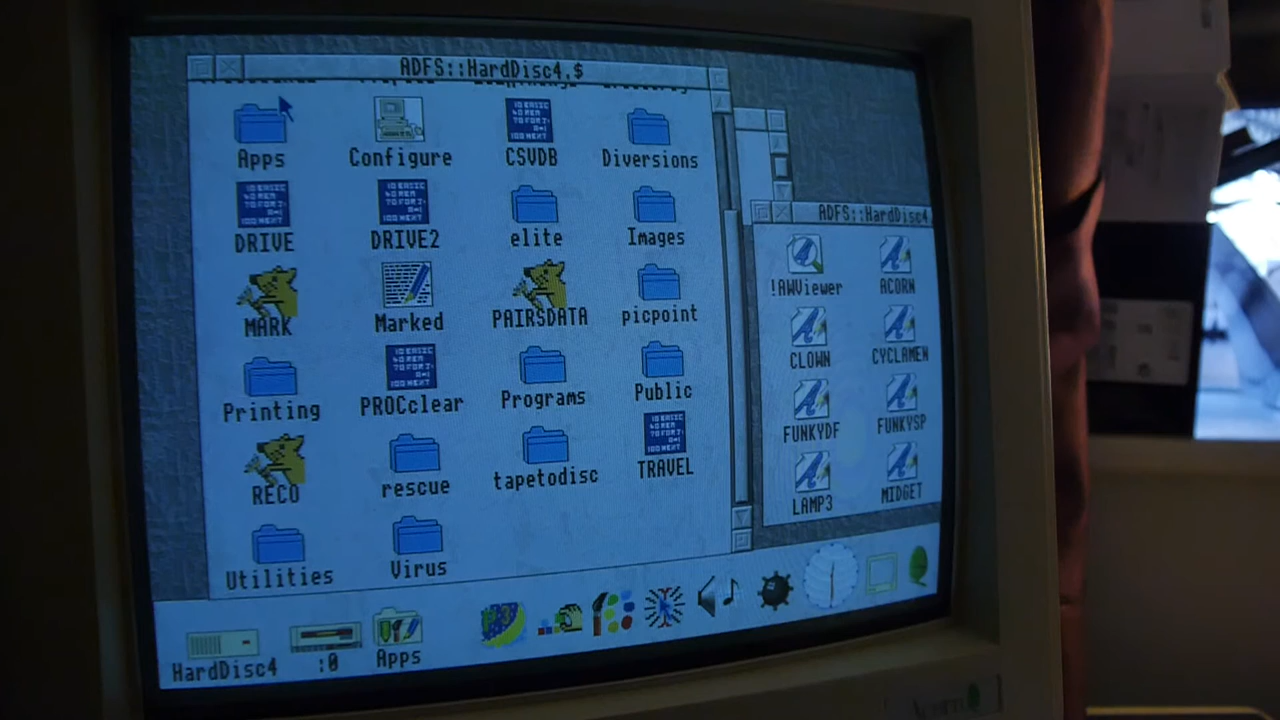 ADFS::HardDisc4.$
Apps Configure CSVDB Diversions
DRIVE DRIVE2 elite Images
MARK Marked PAIRSDATA picpoint
Printing PROCclear Programs Public
RECO rescue tapetodisc TRAVEL
Utilities Virus
ADFS::HardDisc4
!AWViewer ACORN
CLOWN CYCLAMEN
FUNKYDF FUNKYSP
LAMP3 MIDGET
HardDisc4 :0 Apps
Acorn